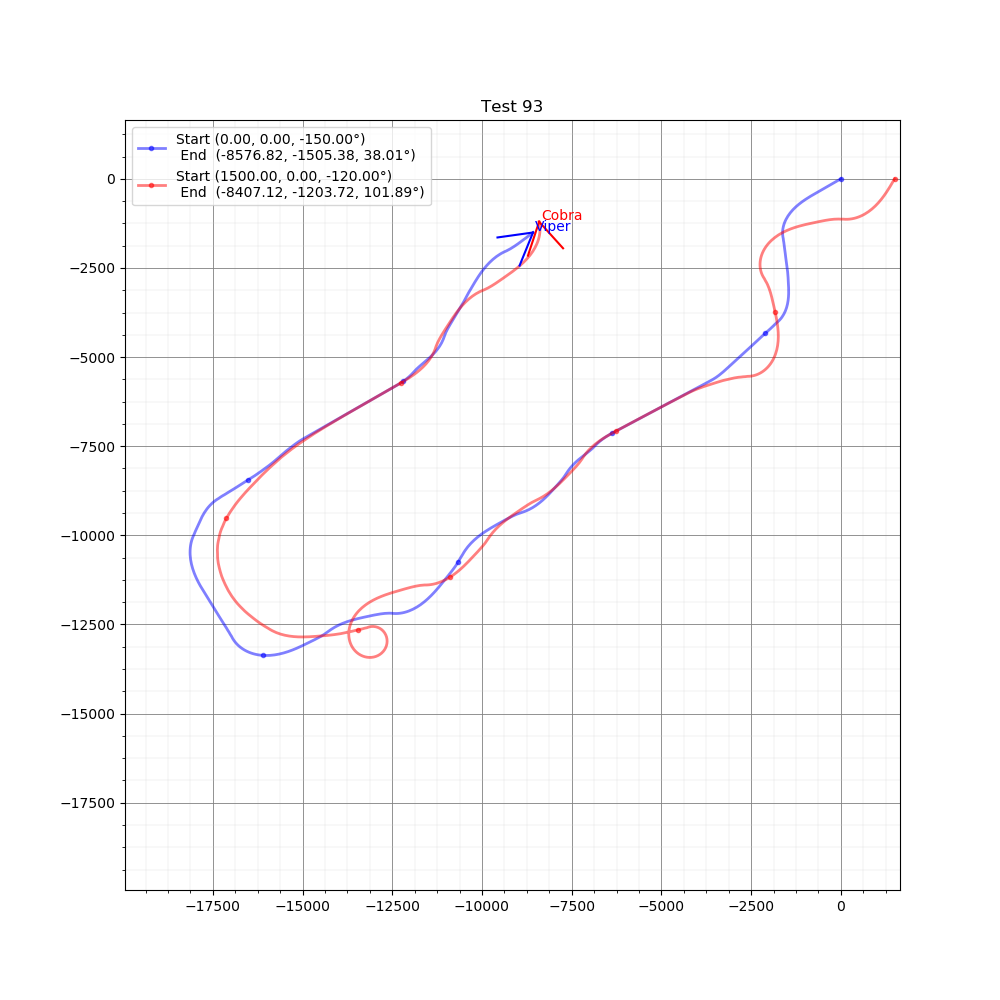 Test 93
Start (0.00, 0.00, -150.00°)
End (-8576.82, -1505.38, 38.01°)
Start (1500.00, 0.00, -120.00°)
End (-8407.12, -1203.72, 101.89°)
Cobra
Viper
0
−2500
−5000
−7500
−10000
−12500
−15000
−17500
−17500 −15000 −12500 −10000 −7500 −5000 −2500 0